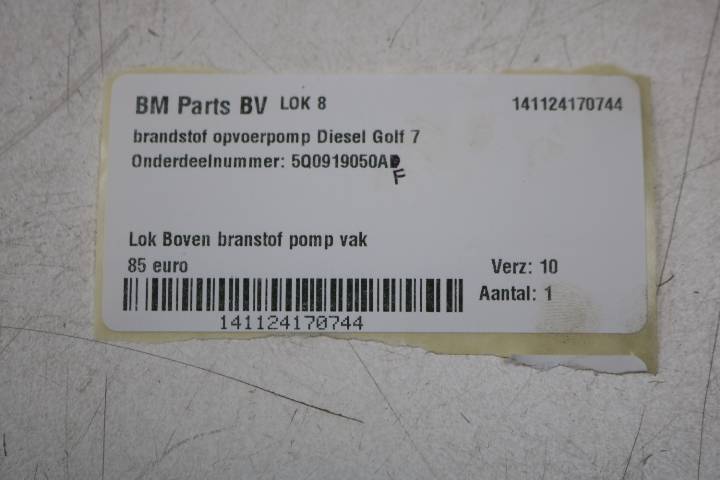 BM Parts BV LOK 8 141124170744
brandstof opvoerpomp Diesel Golf 7
Onderdeelnummer: 5Q0919050A
F
Lok Boven branstof pomp vak
85 euro Verz: 10
Aantal: 1
141124170744